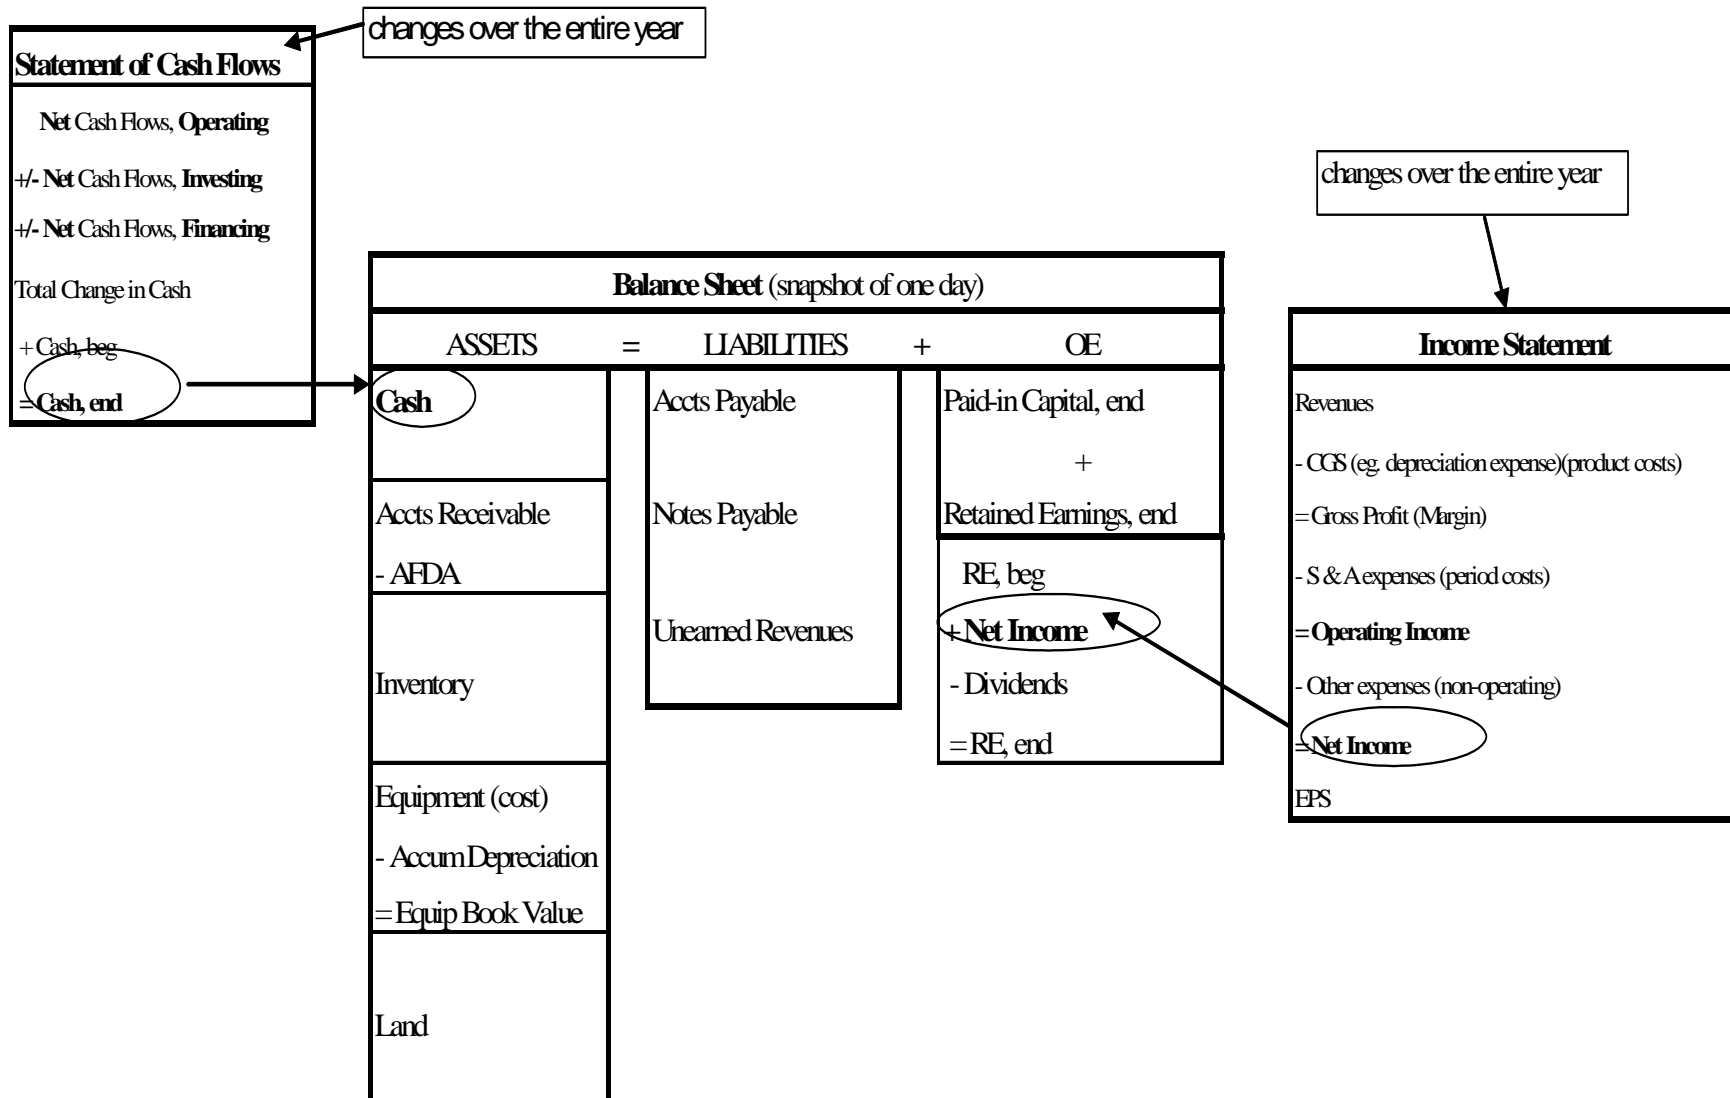 changes over the entire year
Statement of Cash Flows
Net Cash Flows, Operating
+/- Net Cash Flows, Investing
+/- Net Cash Flows, Financing
Total Change in Cash
+ Cash, beg
= Cash, end
Balance Sheet (snapshot of one day)
ASSETS = LIABILITIES + OE
Cash
Accts Receivable
- AFDA
Inventory
Equipment (cost)
- Accum Depreciation
= Equip Book Value
Land
Accts Payable
Notes Payable
Unearned Revenues
Paid-in Capital, end
+
Retained Earnings, end
RE, beg
+ Net Income
- Dividends
= RE, end
changes over the entire year
Income Statement
Revenues
- CGS (eg. depreciation expense)(product costs)
= Gross Profit (Margin)
- S & A expenses (period costs)
= Operating Income
- Other expenses (non-operating)
= Net Income
EPS